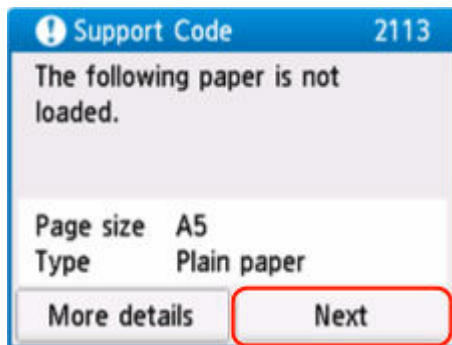 Support Code 2113
The following paper is not
loaded.
Page size A5
Type Plain paper
More details Next